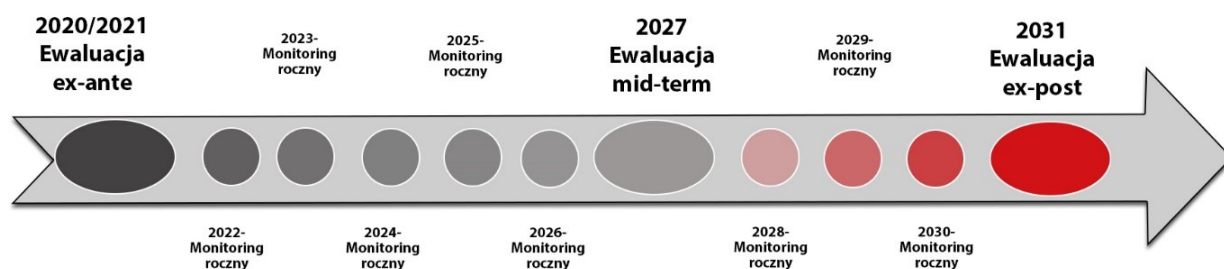 2020/2021
Ewaluacja
ex-ante
2023-
Monitoring
roczny
2025-
Monitoring
roczny
2027
Ewaluacja
mid-term
2029-
Monitoring
roczny
2031
Ewaluacja
ex-post
2022-
Monitoring
roczny
2024-
Monitoring
roczny
2026-
Monitoring
roczny
2028-
Monitoring
roczny
2030-
Monitoring
roczny